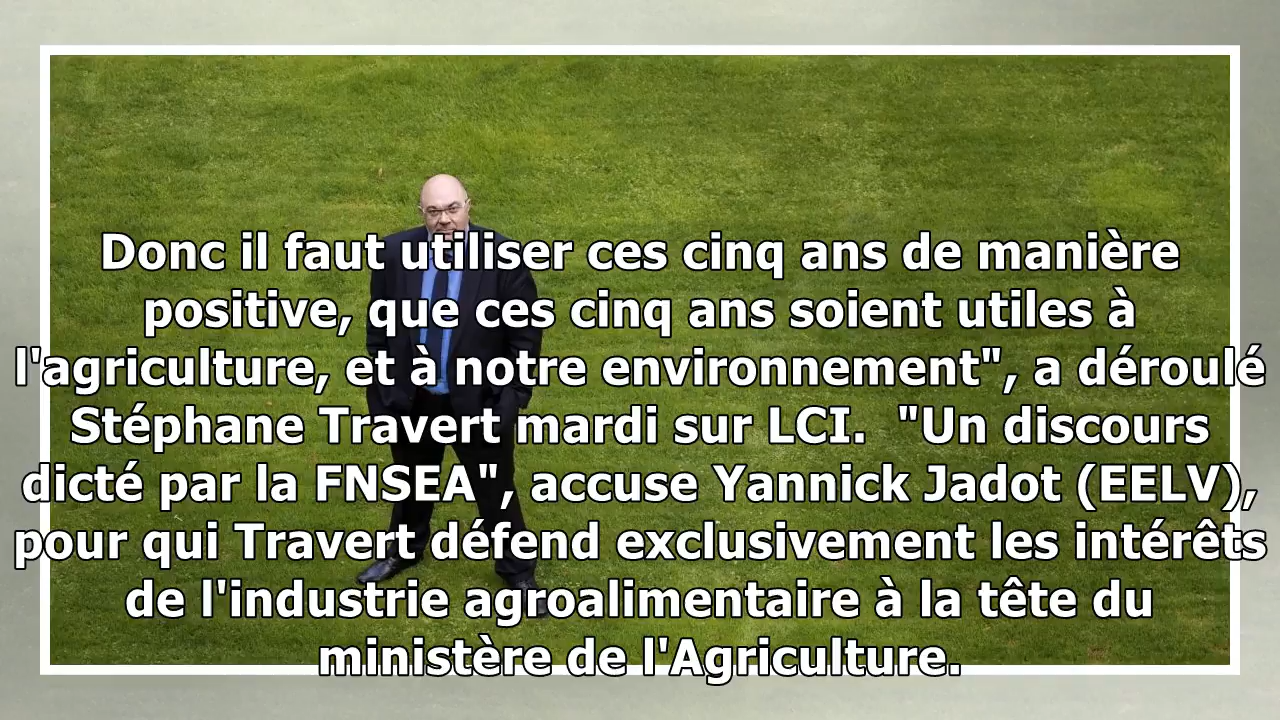 Donc il faut utiliser ces cinq ans de manière
positive, que ces cinq ans soient utiles à
l'agriculture, et à notre environnement", a déroulé
Stéphane Travert mardi sur LCI.  "Un discours
dicté par la FNSEA", accuse Yannick Jadot (EELV),
pour qui Travert défend exclusivement les intérêts
de l'industrie agroalimentaire à la tête du
ministère de l'Agriculture.